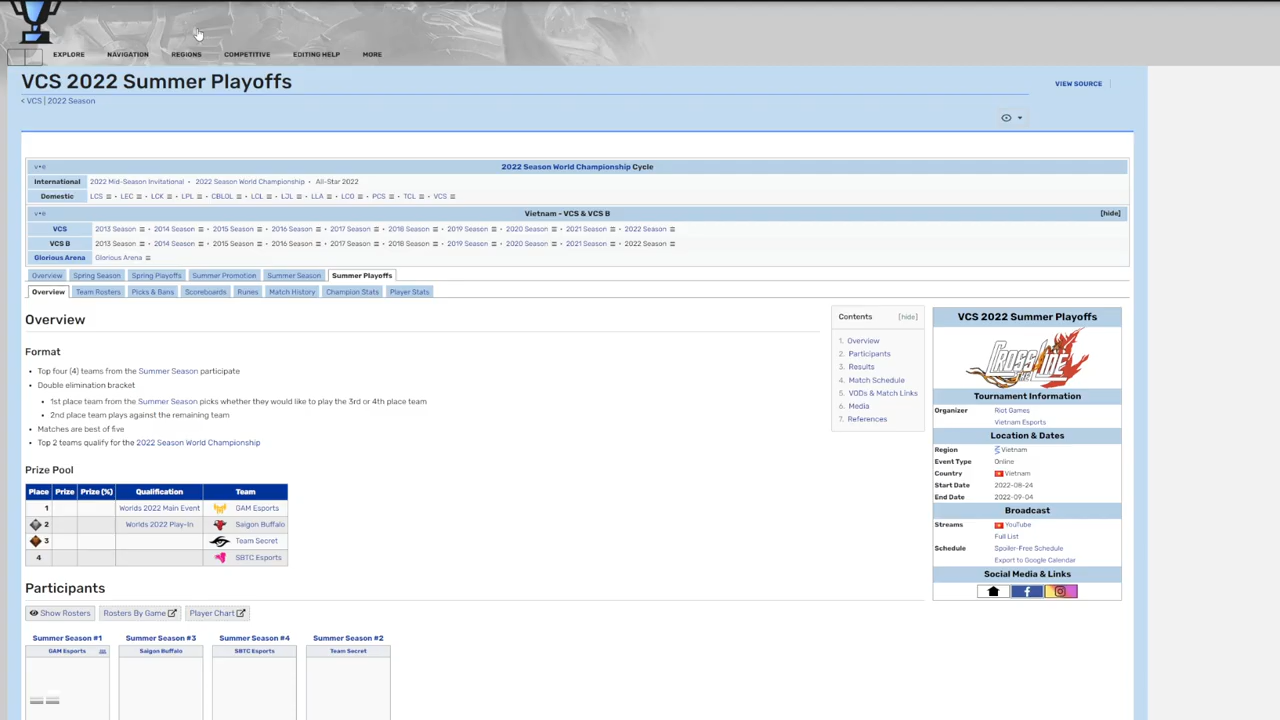 EXPLORE NAVIGATION REGIONS COMPETITIVE EDITING HELP MORE
VCS 2022 Summer Playoffs
VIEW SOURCE
< VCS | 2022 Season
v•e 2022 Season World Championship Cycle
International 2022 Mid-Season Invitational • 2022 Season World Championship • All-Star 2022
Domestic LCS • LEC • LCK • LPL • CBLOL • LCL • LJL • LLA • LCO • PCS • TCL • VCS
v•e Vietnam - VCS & VCS B [hide]
VCS 2013 Season • 2014 Season • 2015 Season • 2016 Season • 2017 Season • 2018 Season • 2019 Season • 2020 Season • 2021 Season • 2022 Season
VCS B 2013 Season • 2014 Season • 2015 Season • 2016 Season • 2017 Season • 2018 Season • 2019 Season • 2020 Season • 2021 Season • 2022 Season
Glorious Arena Glorious Arena
Overview Spring Season Spring Playoffs Summer Promotion Summer Season Summer Playoffs
Overview Team Rosters Picks & Bans Scoreboards Runes Match History Champion Stats Player Stats
Overview
Format
• Top four (4) teams from the Summer Season participate
• Double elimination bracket
• 1st place team from the Summer Season picks whether they would like to play the 3rd or 4th place team
• 2nd place team plays against the remaining team
• Matches are best of five
• Top 2 teams qualify for the 2022 Season World Championship
Prize Pool
Place Prize Prize (%) Qualification Team
1 Worlds 2022 Main Event GAM Esports
2 Worlds 2022 Play-In Saigon Buffalo
3 Team Secret
4 SBTC Esports
Participants
Show Rosters Rosters By Game Player Chart
Summer Season #1 Summer Season #3 Summer Season #4 Summer Season #2
GAM Esports Saigon Buffalo SBTC Esports Team Secret
Contents [hide]
1. Overview
2. Participants
3. Results
4. Match Schedule
5. VODs & Match Links
6. Media
7. References
VCS 2022 Summer Playoffs
CROSS THE LINE
Tournament Information
Organizer Riot Games
Vietnam Esports
Location & Dates
Region Vietnam
Event Type Online
Country Vietnam
Start Date 2022-08-24
End Date 2022-09-04
Broadcast
Streams YouTube
Full List
Schedule Spoiler-Free Schedule
Export to Google Calendar
Social Media & Links